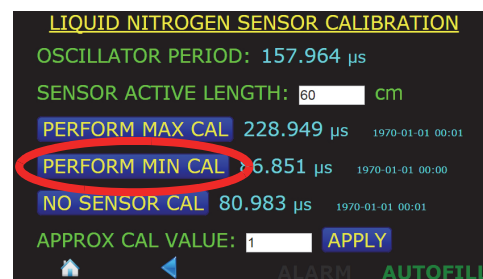 LIQUID NITROGEN SENSOR CALIBRATION
OSCILLATOR PERIOD: 157.964 µs
SENSOR ACTIVE LENGTH: 60 cm
PERFORM MAX CAL 228.949 µs 1970-01-01 00:01
PERFORM MIN CAL 86.851 µs 1970-01-01 00:00
NO SENSOR CAL 80.983 µs 1970-01-01 00:01
APPROX CAL VALUE: 1 APPLY
ALARM AUTOFILL